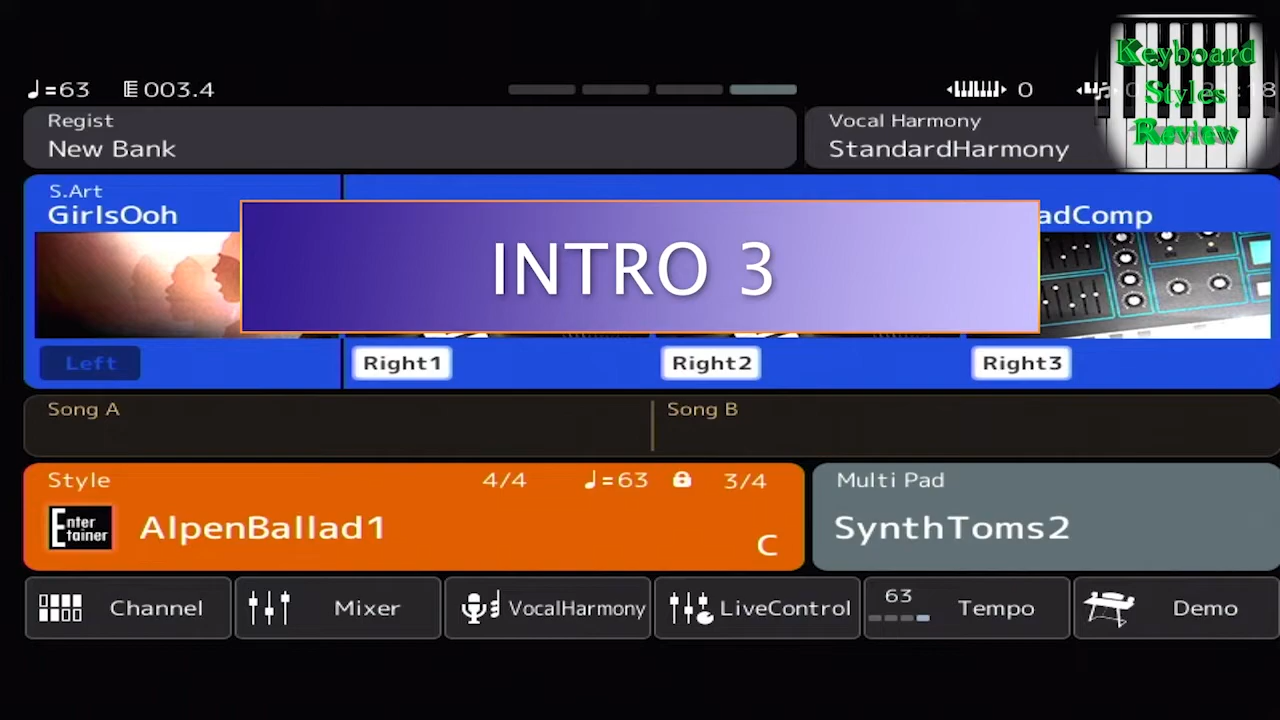 Keyboard
Styles
Review
♩=63
003.4
0
Regist
New Bank
Vocal Harmony
StandardHarmony
S.Art
GirlsOoh
INTRO 3
adComp
Left
Right1
Right2
Right3
Song A
Song B
Style
4/4
♩=63
3/4
Enter
tainer
AlpenBallad1
C
Multi Pad
SynthToms2
Channel
Mixer
VocalHarmony
LiveControl
63
Tempo
Demo